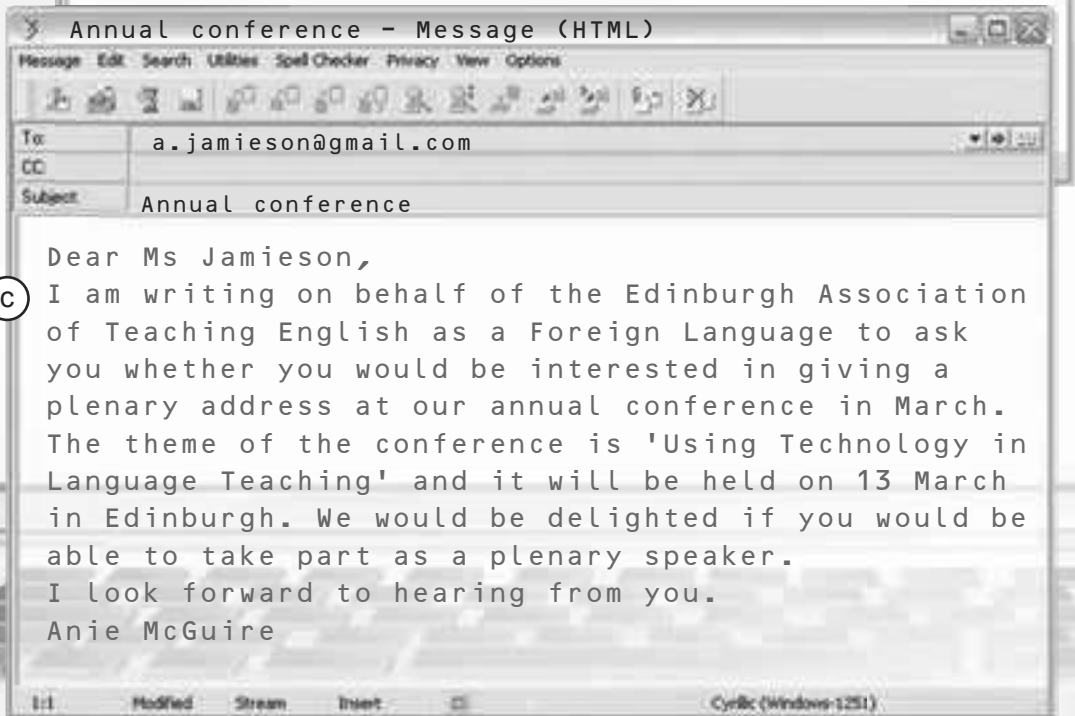 Annual conference - Message (HTML)
Message Edit Search Utilities Spell Checker Privacy View Options
To: a.jamieson@gmail.com
CC:
Subject: Annual conference
Dear Ms Jamieson,
C I am writing on behalf of the Edinburgh Association
of Teaching English as a Foreign Language to ask
you whether you would be interested in giving a
plenary address at our annual conference in March.
The theme of the conference is 'Using Technology in
Language Teaching' and it will be held on 13 March
in Edinburgh. We would be delighted if you would be
able to take part as a plenary speaker.
I look forward to hearing from you.
Anie McGuire
1:1 Modified Stream Insert Cyrillic (Windows-1251)